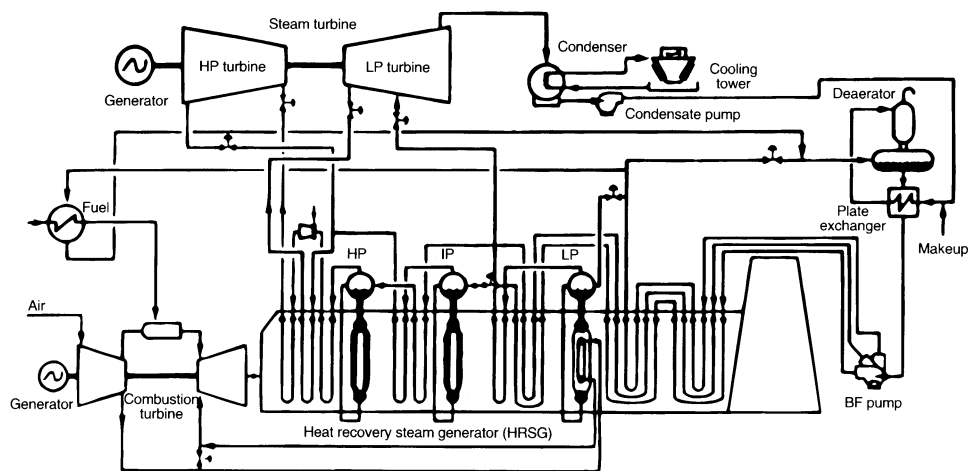 Steam turbine
HP turbine
LP turbine
Generator
Condenser
Cooling
tower
Condensate pump
Deaerator
Plate
exchanger
Makeup
Fuel
HP
IP
LP
Air
Generator
Combustion
turbine
Heat recovery steam generator (HRSG)
BF pump